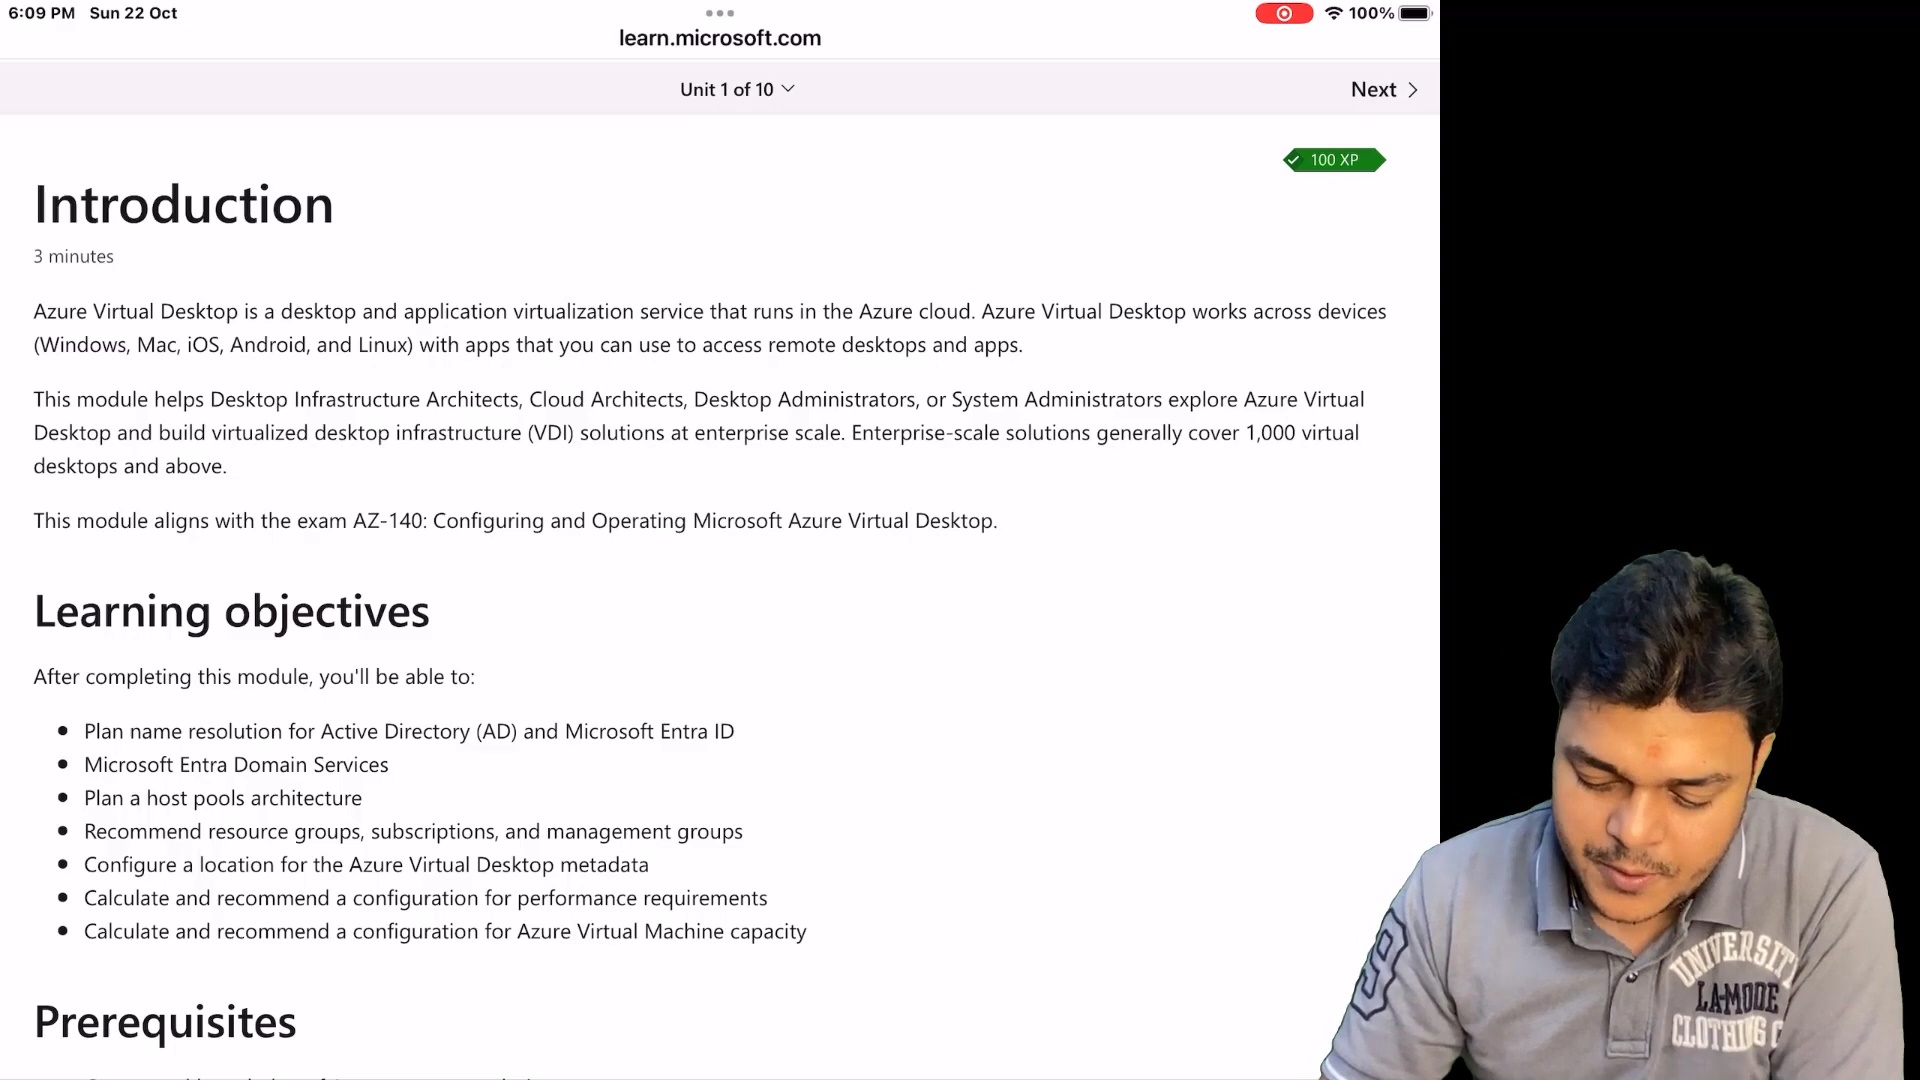 6:09 PM Sun 22 Oct
100%
learn.microsoft.com
Unit 1 of 10
Next
100 XP
Introduction
3 minutes
Azure Virtual Desktop is a desktop and application virtualization service that runs in the Azure cloud. Azure Virtual Desktop works across devices
(Windows, Mac, iOS, Android, and Linux) with apps that you can use to access remote desktops and apps.
This module helps Desktop Infrastructure Architects, Cloud Architects, Desktop Administrators, or System Administrators explore Azure Virtual
Desktop and build virtualized desktop infrastructure (VDI) solutions at enterprise scale. Enterprise-scale solutions generally cover 1,000 virtual
desktops and above.
This module aligns with the exam AZ-140: Configuring and Operating Microsoft Azure Virtual Desktop.
Learning objectives
After completing this module, you'll be able to:
• Plan name resolution for Active Directory (AD) and Microsoft Entra ID
• Microsoft Entra Domain Services
• Plan a host pools architecture
• Recommend resource groups, subscriptions, and management groups
• Configure a location for the Azure Virtual Desktop metadata
• Calculate and recommend a configuration for performance requirements
• Calculate and recommend a configuration for Azure Virtual Machine capacity
Prerequisites
9
UNIVERSITY
LA-MODE
CLOTHING